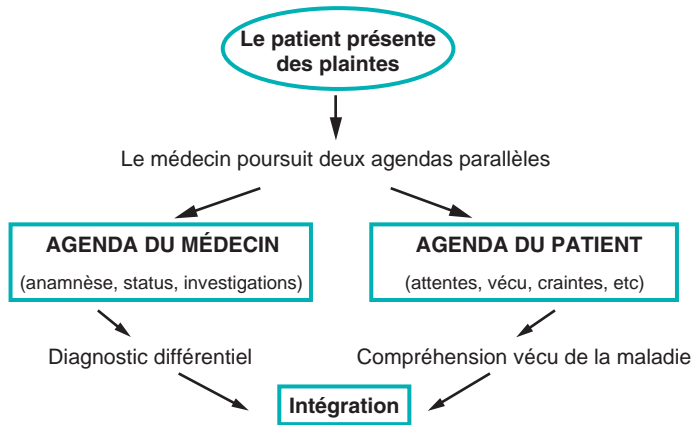 Le patient présente
des plaintes
Le médecin poursuit deux agendas parallèles
AGENDA DU MÉDECIN
(anamnèse, status, investigations)
AGENDA DU PATIENT
(attentes, vécu, craintes, etc)
Diagnostic différentiel
Compréhension vécu de la maladie
Intégration